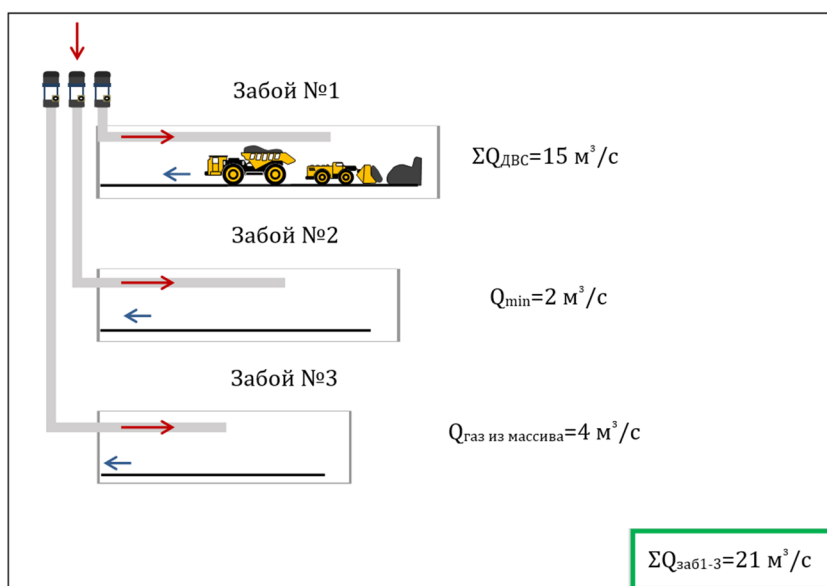 Забой №1
ΣQДВС=15 м³/с
Забой №2
Qmin=2 м³/с
Забой №3
Qгаз из массива=4 м³/с
ΣQзаб1-3=21 м³/с